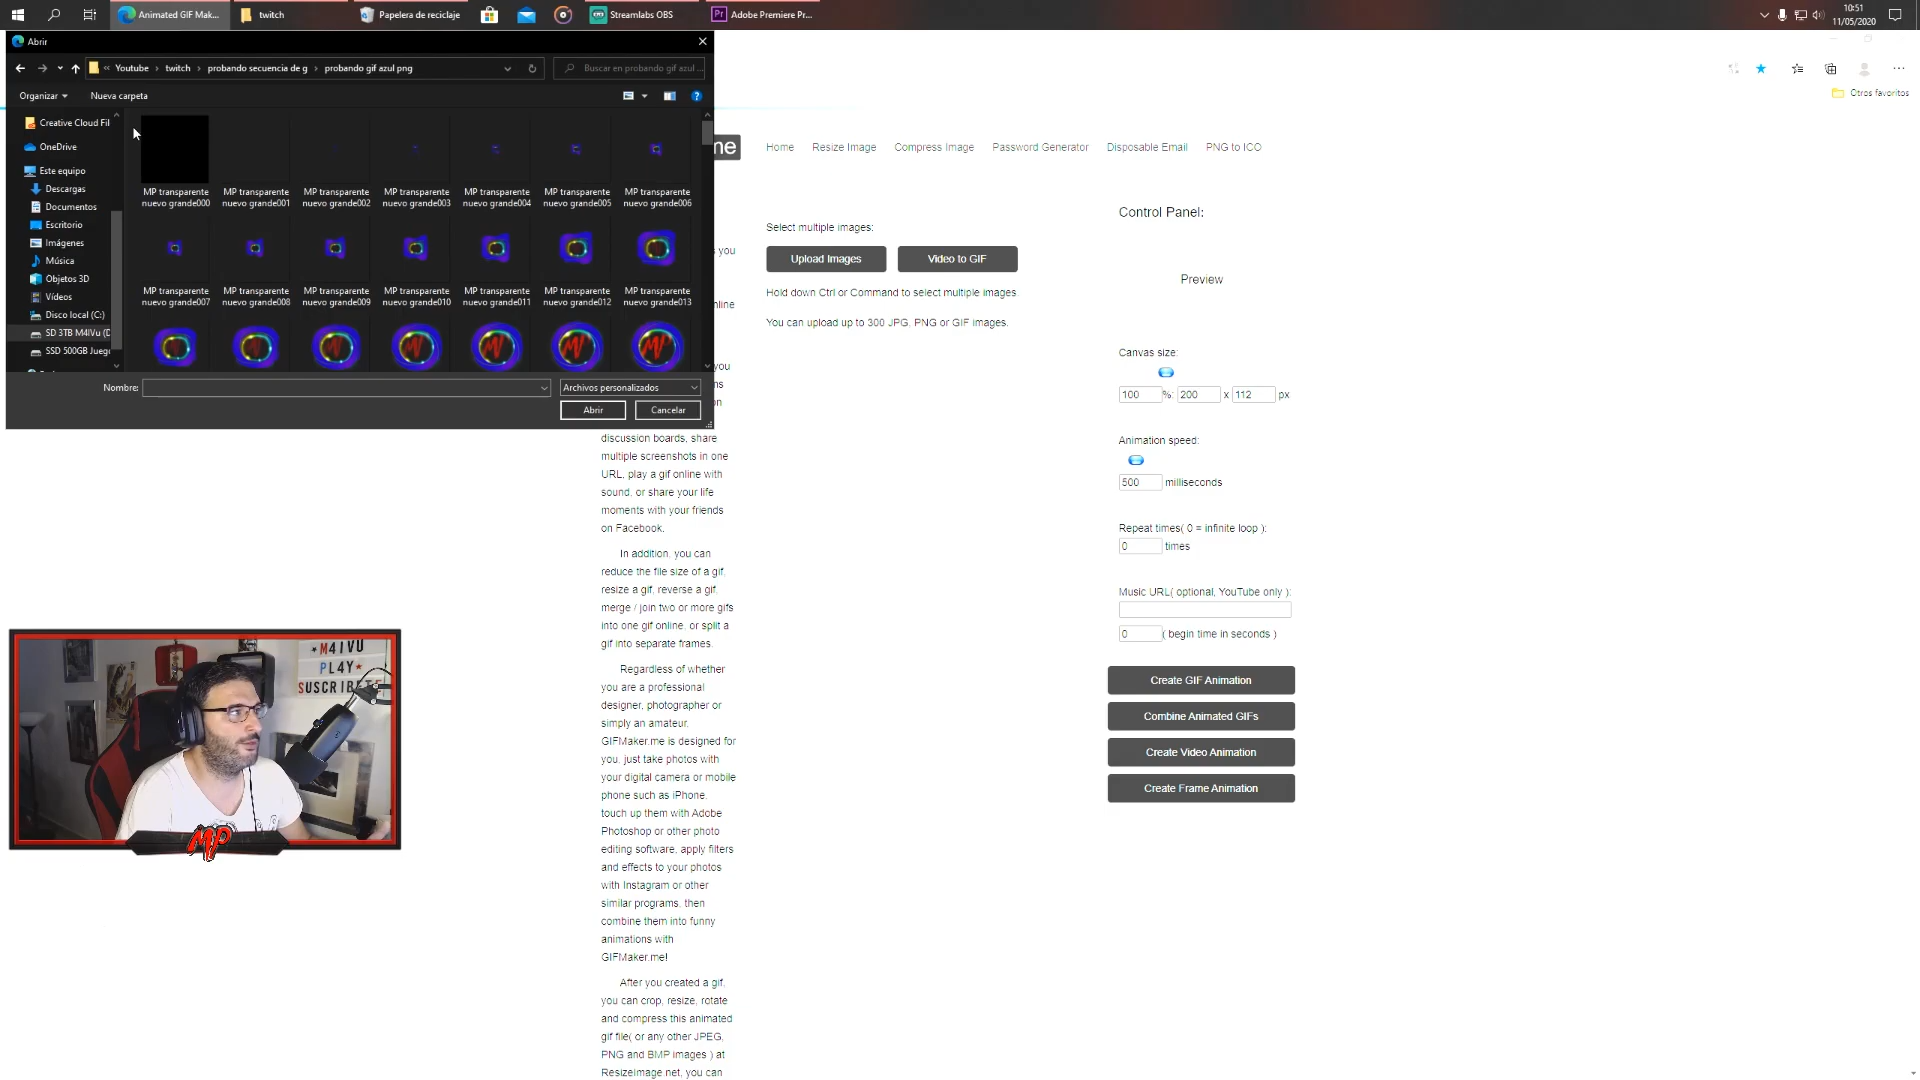 Animated GIF Mak...
twitch
Papelera de reciclaje
Streamlabs OBS
Pr
Adobe Premiere Pr...
10:51
11/05/2020
Abrir
« Youtube › twitch › probando secuencia de g › probando gif azul png
Buscar en probando gif azul ...
Organizar
Nueva carpeta
Otros favoritos
Creative Cloud Fil
OneDrive
Este equipo
Descargas
Documentos
Escritorio
Imágenes
Música
Objetos 3D
Vídeos
Disco local (C:)
SD 3TB M4IVu (D
SSD 500GB Jueg
MP transparente nuevo grande000
MP transparente nuevo grande001
MP transparente nuevo grande002
MP transparente nuevo grande003
MP transparente nuevo grande004
MP transparente nuevo grande005
MP transparente nuevo grande006
MP transparente nuevo grande007
MP transparente nuevo grande008
MP transparente nuevo grande009
MP transparente nuevo grande010
MP transparente nuevo grande011
MP transparente nuevo grande012
MP transparente nuevo grande013
Nombre:
Archivos personalizados
Abrir
Cancelar
me
Home
Resize Image
Compress Image
Password Generator
Disposable Email
PNG to ICO
you
nline
you
ns
on
discussion boards, share
multiple screenshots in one
URL, play a gif online with
sound, or share your life
moments with your friends
on Facebook.
In addition, you can
reduce the file size of a gif,
resize a gif, reverse a gif,
merge / join two or more gifs
into one gif online, or split a
gif into separate frames.
Regardless of whether
you are a professional
designer, photographer or
simply an amateur,
GIFMaker.me is designed for
you, just take photos with
your digital camera or mobile
phone such as iPhone,
touch up them with Adobe
Photoshop or other photo
editing software, apply filters
and effects to your photos
with Instagram or other
similar programs, then
combine them into funny
animations with
GIFMaker.me!
After you created a gif,
you can crop, resize, rotate
and compress this animated
gif file( or any other JPEG,
PNG and BMP images ) at
Resizeimage.net, you can
Select multiple images:
Upload Images
Video to GIF
Hold down Ctrl or Command to select multiple images.
You can upload up to 300 JPG, PNG or GIF images.
Control Panel:
Preview
Canvas size:
100 %: 200 x 112 px
Animation speed:
500 milliseconds
Repeat times( 0 = infinite loop ):
0 times
Music URL( optional, YouTube only ):
0 ( begin time in seconds )
Create GIF Animation
Combine Animated GIFs
Create Video Animation
Create Frame Animation
M4IVU
PL4Y
SUSCRIBETE
MP